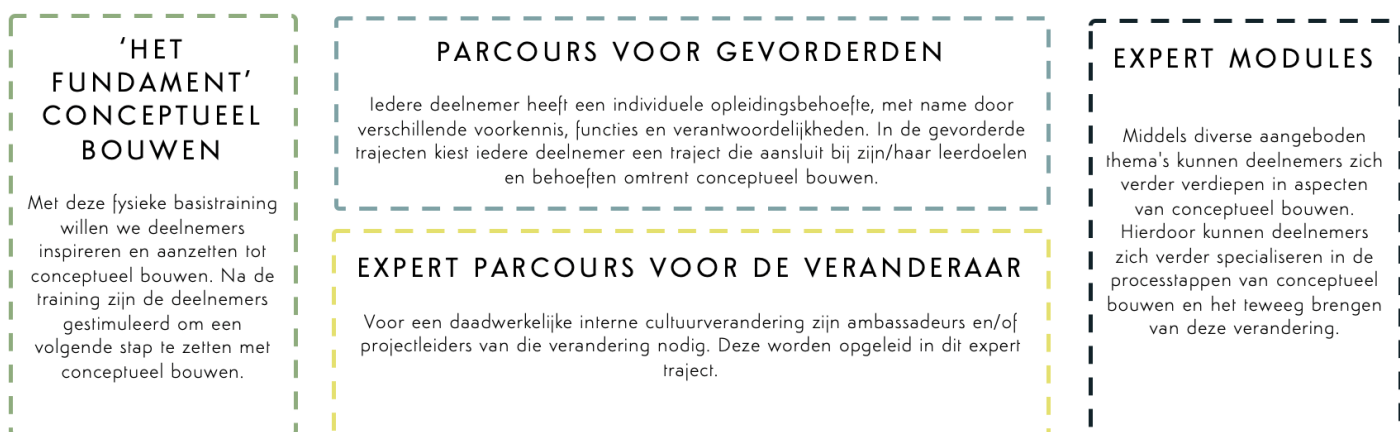 ‘HET
FUNDAMENT’
CONCEPTUEEL
BOUWEN
Met deze fysieke basistraining
willen we deelnemers
inspireren en aanzetten tot
conceptueel bouwen. Na de
training zijn de deelnemers
gestimuleerd om een
volgende stap te zetten met
conceptueel bouwen.
PARCOURS VOOR GEVORDERDEN
Iedere deelnemer heeft een individuele opleidingsbehoefte, met name door
verschillende voorkennis, functies en verantwoordelijkheden. In de gevorderde
trajecten kiest iedere deelnemer een traject die aansluit bij zijn/haar leerdoelen
en behoeften omtrent conceptueel bouwen.
EXPERT PARCOURS VOOR DE VERANDERAAR
Voor een daadwerkelijke interne cultuurverandering zijn ambassadeurs en/of
projectleiders van die verandering nodig. Deze worden opgeleid in dit expert
traject.
EXPERT MODULES
Middels diverse aangeboden
thema's kunnen deelnemers zich
verder verdiepen in aspecten
van conceptueel bouwen.
Hierdoor kunnen deelnemers
zich verder specialiseren in de
processtappen van conceptueel
bouwen en het teweeg brengen
van deze verandering.